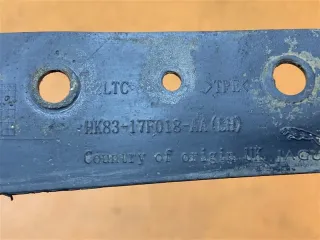 LTC >TPE<
HK83-17F018-AA(LH)
Country of origin UK